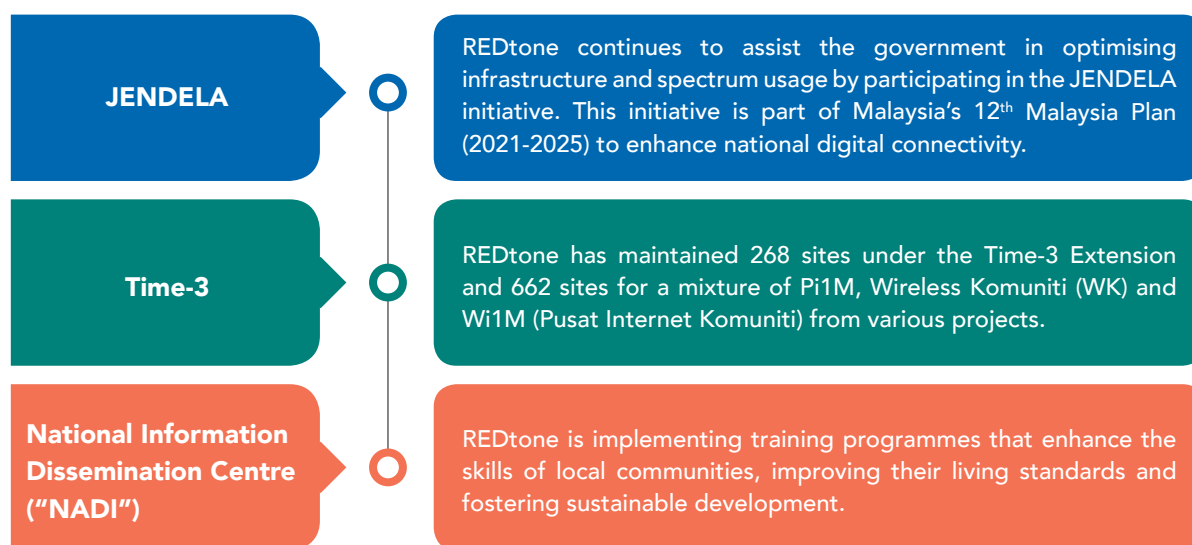 JENDELA
REDtone continues to assist the government in optimising
infrastructure and spectrum usage by participating in the JENDELA
initiative. This initiative is part of Malaysia's 12th Malaysia Plan
(2021-2025) to enhance national digital connectivity.
Time-3
REDtone has maintained 268 sites under the Time-3 Extension
and 662 sites for a mixture of Pi1M, Wireless Komuniti (WK) and
Wi1M (Pusat Internet Komuniti) from various projects.
National Information
Dissemination Centre
("NADI")
REDtone is implementing training programmes that enhance the
skills of local communities, improving their living standards and
fostering sustainable development.